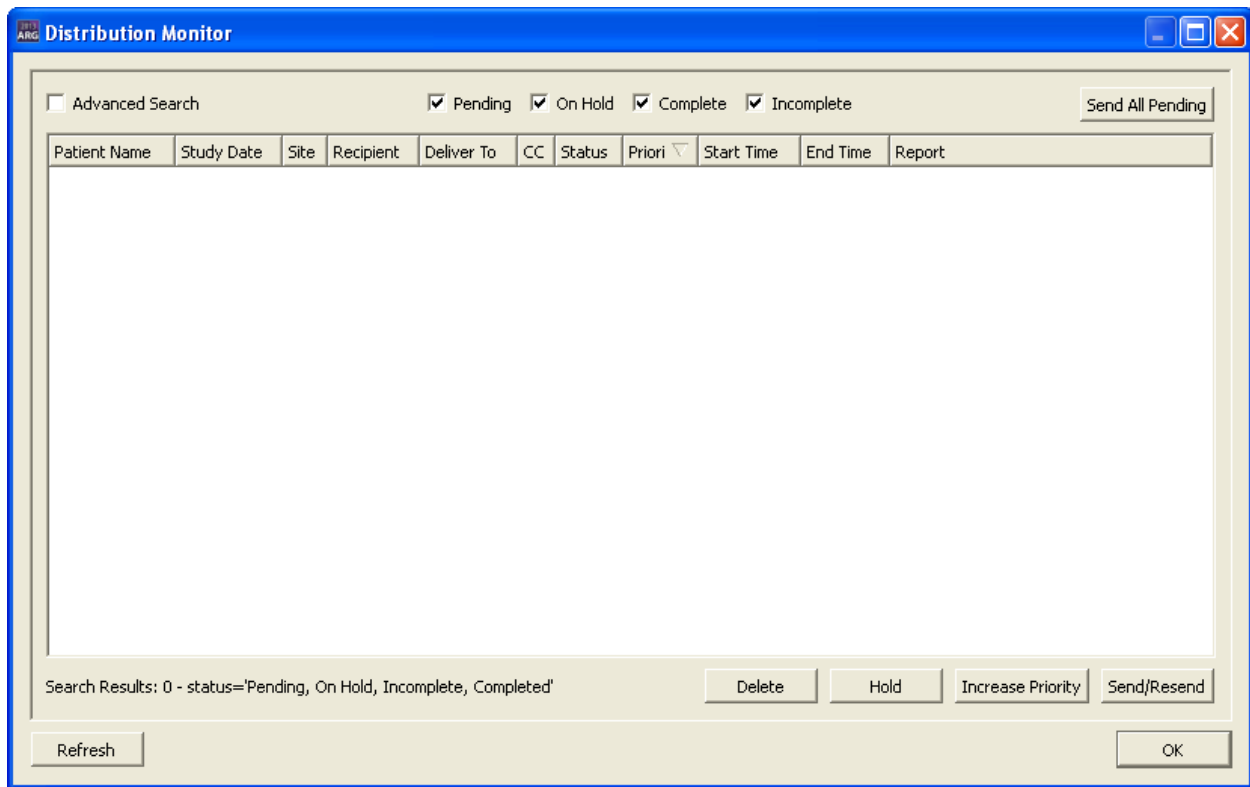 2013 ARG Distribution Monitor
Advanced Search Pending On Hold Complete Incomplete Send All Pending
Patient Name Study Date Site Recipient Deliver To CC Status Priori Start Time End Time Report
Search Results: 0 - status='Pending, On Hold, Incomplete, Completed' Delete Hold Increase Priority Send/Resend
Refresh OK